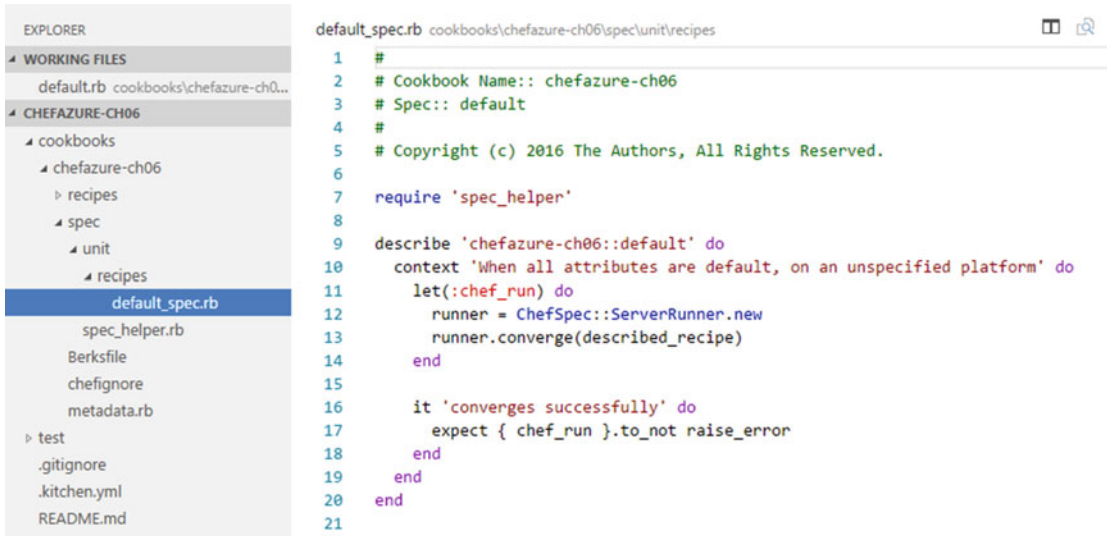 EXPLORER
WORKING FILES
default.rb cookbooks\chefazure-ch0...
CHEFAZURE-CH06
cookbooks
chefazure-ch06
recipes
spec
unit
recipes
default_spec.rb
spec_helper.rb
Berksfile
chefignore
metadata.rb
test
.gitignore
.kitchen.yml
README.md
default_spec.rb cookbooks\chefazure-ch06\spec\unit\recipes
1 #
2 # Cookbook Name:: chefazure-ch06
3 # Spec:: default
4 #
5 # Copyright (c) 2016 The Authors, All Rights Reserved.
6
7 require 'spec_helper'
8
9 describe 'chefazure-ch06::default' do
10   context 'When all attributes are default, on an unspecified platform' do
11     let(:chef_run) do
12       runner = ChefSpec::ServerRunner.new
13       runner.converge(described_recipe)
14     end
15
16     it 'converges successfully' do
17       expect { chef_run }.to_not raise_error
18     end
19   end
20 end
21